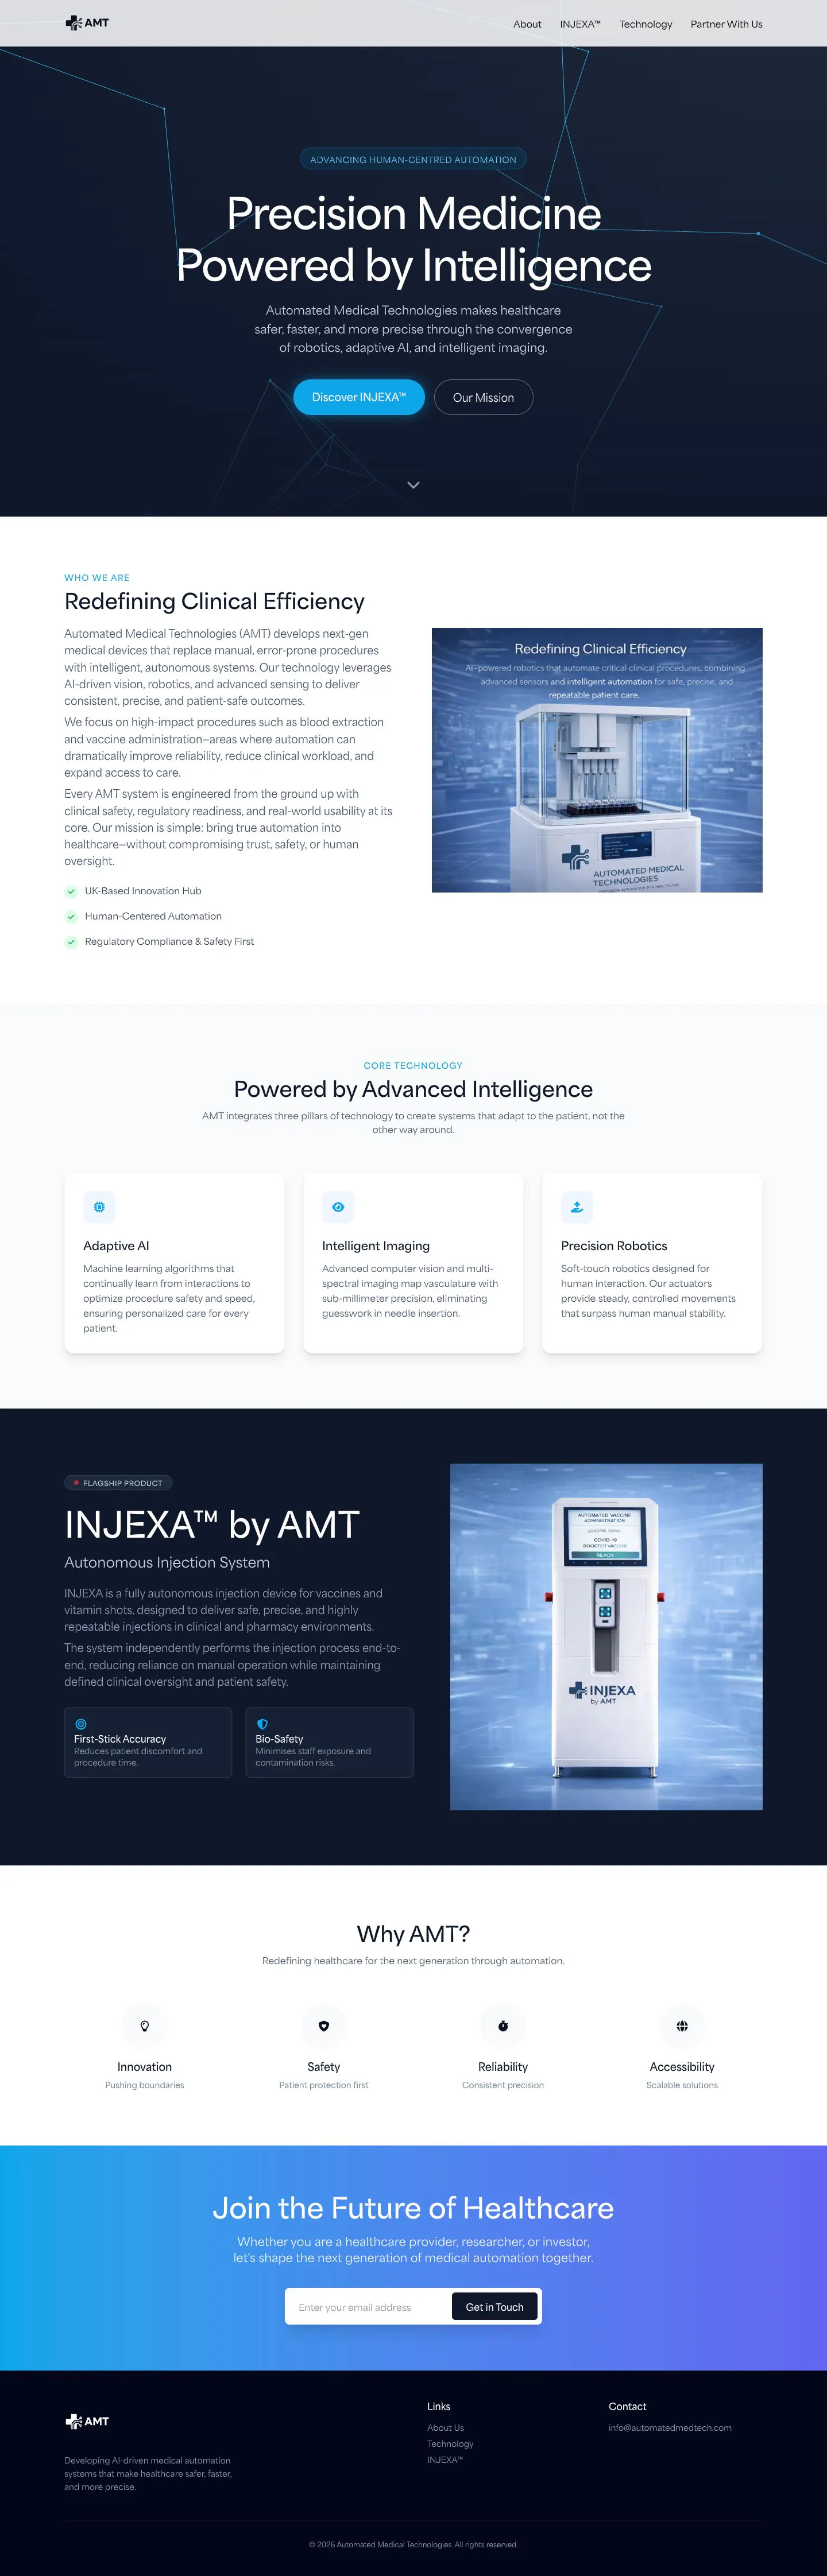 AMT
About INJEXA™ Technology Partner With Us
ADVANCING HUMAN-CENTRED AUTOMATION
Precision Medicine
Powered by Intelligence
Automated Medical Technologies makes healthcare
safer, faster, and more precise through the convergence
of robotics, adaptive AI, and intelligent imaging.
Discover INJEXA™ Our Mission
WHO WE ARE
Redefining Clinical Efficiency
Automated Medical Technologies (AMT) develops next-gen
medical devices that replace manual, error-prone procedures
with intelligent, autonomous systems. Our technology leverages
AI-driven vision, robotics, and advanced sensing to deliver
consistent, precise, and patient-safe outcomes.
We focus on high-impact procedures such as blood extraction
and vaccine administration—areas where automation can
dramatically improve reliability, reduce clinical workload, and
expand access to care.
Every AMT system is engineered from the ground up with
clinical safety, regulatory readiness, and real-world usability at its
core. Our mission is simple: bring true automation into
healthcare—without compromising trust, safety, or human
oversight.
UK-Based Innovation Hub
Human-Centered Automation
Regulatory Compliance & Safety First
Redefining Clinical Efficiency
AI-powered robotics that automate critical clinical procedures, combining
advanced sensors and intelligent automation for safe, precise, and
repeatable patient care.
AUTOMATED MEDICAL
TECHNOLOGIES
CORE TECHNOLOGY
Powered by Advanced Intelligence
AMT integrates three pillars of technology to create systems that adapt to the patient, not the
other way around.
Adaptive AI
Machine learning algorithms that
continually learn from interactions to
optimize procedure safety and speed,
ensuring personalized care for every
patient.
Intelligent Imaging
Advanced computer vision and multi-
spectral imaging map vasculature with
sub-millimeter precision, eliminating
guesswork in needle insertion.
Precision Robotics
Soft-touch robotics designed for
human interaction. Our actuators
provide steady, controlled movements
that surpass human manual stability.
FLAGSHIP PRODUCT
INJEXA™ by AMT
Autonomous Injection System
INJEXA is a fully autonomous injection device for vaccines and
vitamin shots, designed to deliver safe, precise, and highly
repeatable injections in clinical and pharmacy environments.
The system independently performs the injection process end-to-
end, reducing reliance on manual operation while maintaining
defined clinical oversight and patient safety.
First-Stick Accuracy
Reduces patient discomfort and
procedure time.
Bio-Safety
Minimises staff exposure and
contamination risks.
AUTOMATED VACCINE
ADMINISTRATION
COVID-19
BOOSTER VACCINE
READY
INJEXA
by AMT
Why AMT?
Redefining healthcare for the next generation through automation.
Innovation
Pushing boundaries
Safety
Patient protection first
Reliability
Consistent precision
Accessibility
Scalable solutions
Join the Future of Healthcare
Whether you are a healthcare provider, researcher, or investor,
let's shape the next generation of medical automation together.
Enter your email address Get in Touch
AMT
Developing AI-driven medical automation
systems that make healthcare safer, faster,
and more precise.
Links
About Us
Technology
INJEXA™
Contact
info@automatedmedtech.com
© 2026 Automated Medical Technologies. All rights reserved.